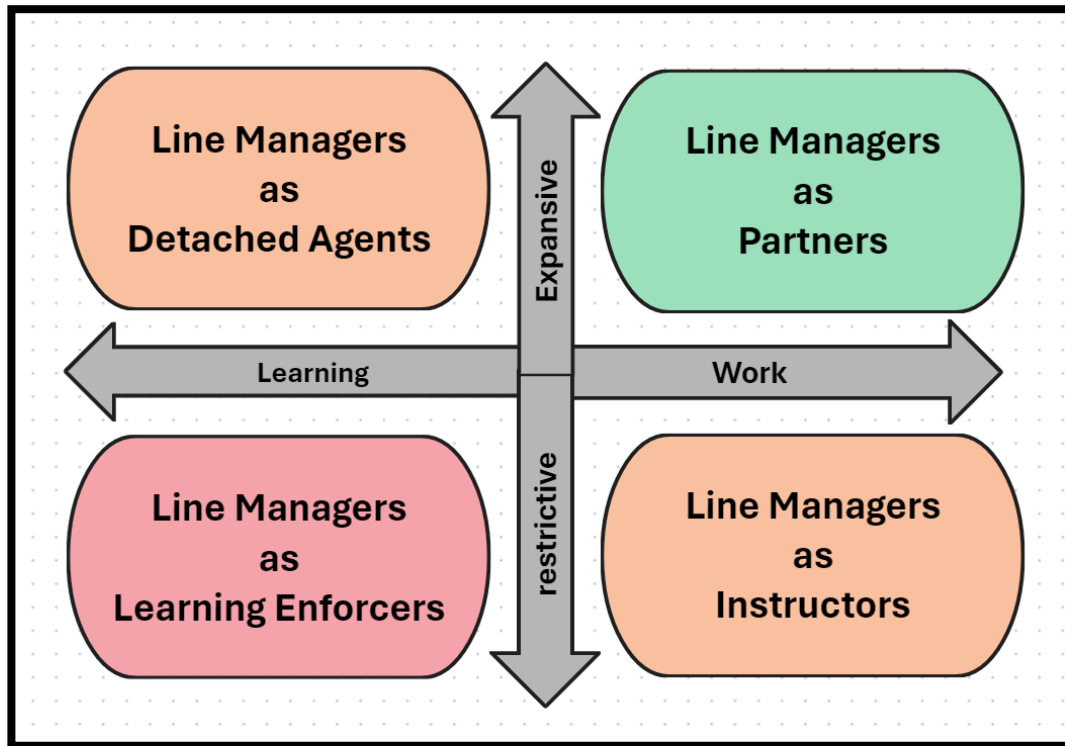 Line Managers
as
Detached Agents
Expansive
Line Managers
as
Partners
Learning
Work
Line Managers
as
Learning Enforcers
restrictive
Line Managers
as
Instructors